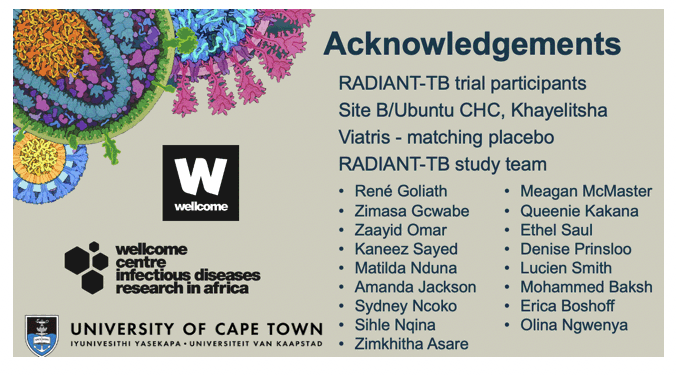 Acknowledgements
RADIANT-TB trial participants
Site B/Ubuntu CHC, Khayelitsha
Viatris - matching placebo
RADIANT-TB study team
• René Goliath
• Zimasa Gcwabe
• Zaayid Omar
• Kaneez Sayed
• Matilda Nduna
• Amanda Jackson
• Sydney Ncoko
• Sihle Nqina
• Zimkhitha Asare
• Meagan McMaster
• Queenie Kakana
• Ethel Saul
• Denise Prinsloo
• Lucien Smith
• Mohammed Baksh
• Erica Boshoff
• Olina Ngwenya
W
wellcome
wellcome
centre
infectious diseases
research in africa
UNIVERSITY OF CAPE TOWN
IYUNIVESITHI YASEKAPA • UNIVERSITEIT VAN KAAPSTAD